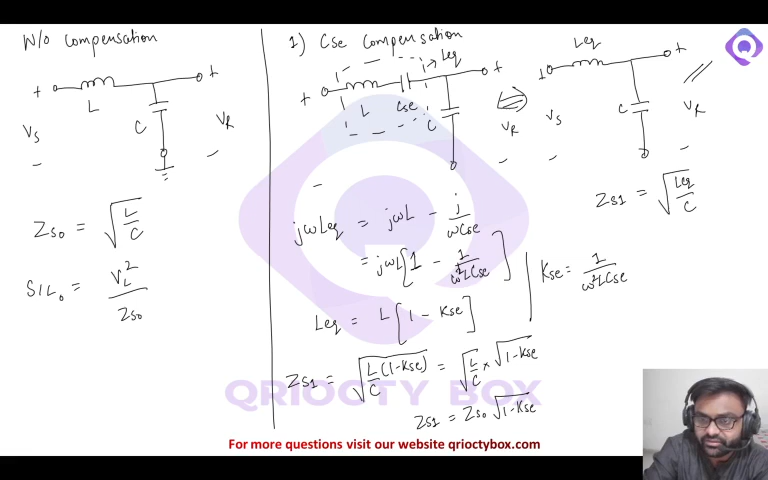 W/o Compensation
+ L + 
Vs C VR
- -
Zs₀ = √(L/C)
SIL₀ = VL²/Zs₀
1) Cse Compensation
→ Leq
+ L Cse +
C VR
- -
⇔
Leq
+
Vs C VR
- -
Zs1 = √(Leq/C)
jωLeq = jωL - j/ωCse
= jωL[1 - 1/ω²LCse]
Kse = 1/ω²LCse
Leq = L[1 - Kse]
Zs1 = √(L/C (1-Kse)) = √(L/C) × √(1-Kse)
Zs1 = Zs₀ √(1-Kse)
QRIOCTY BOX
For more questions visit our website qrioctybox.com